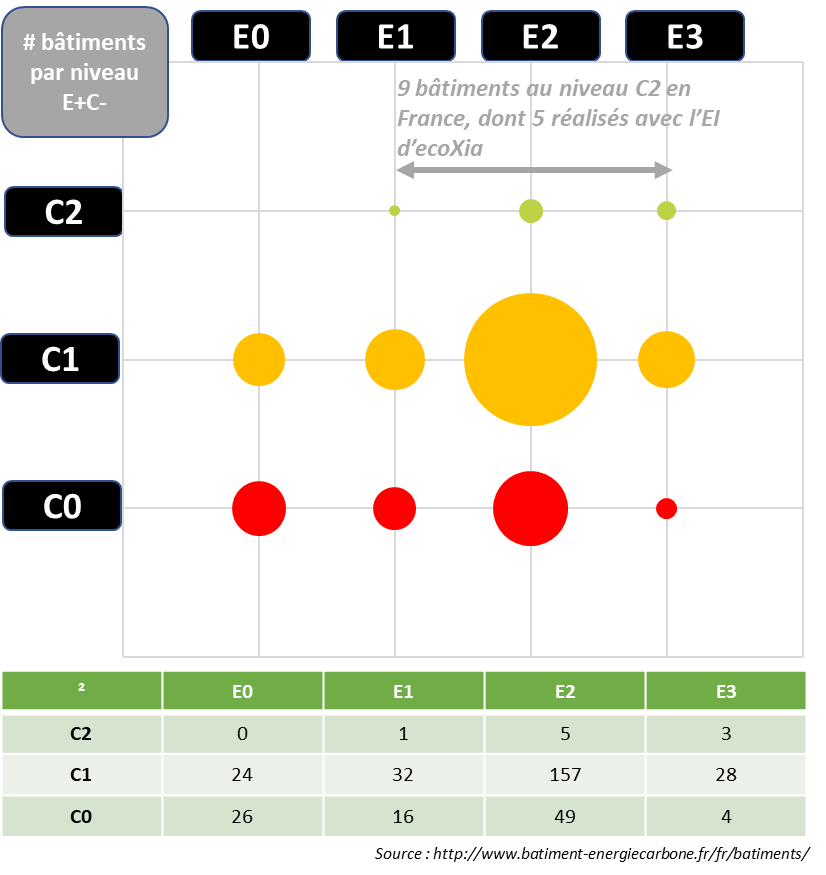 # bâtiments
par niveau
E+C-
E0 E1 E2 E3
9 bâtiments au niveau C2 en
France, dont 5 réalisés avec l’EI
d’ecoXia
C2
C1
C0
² E0 E1 E2 E3
C2 0 1 5 3
C1 24 32 157 28
C0 26 16 49 4
Source : http://www.batiment-energiecarbone.fr/fr/batiments/